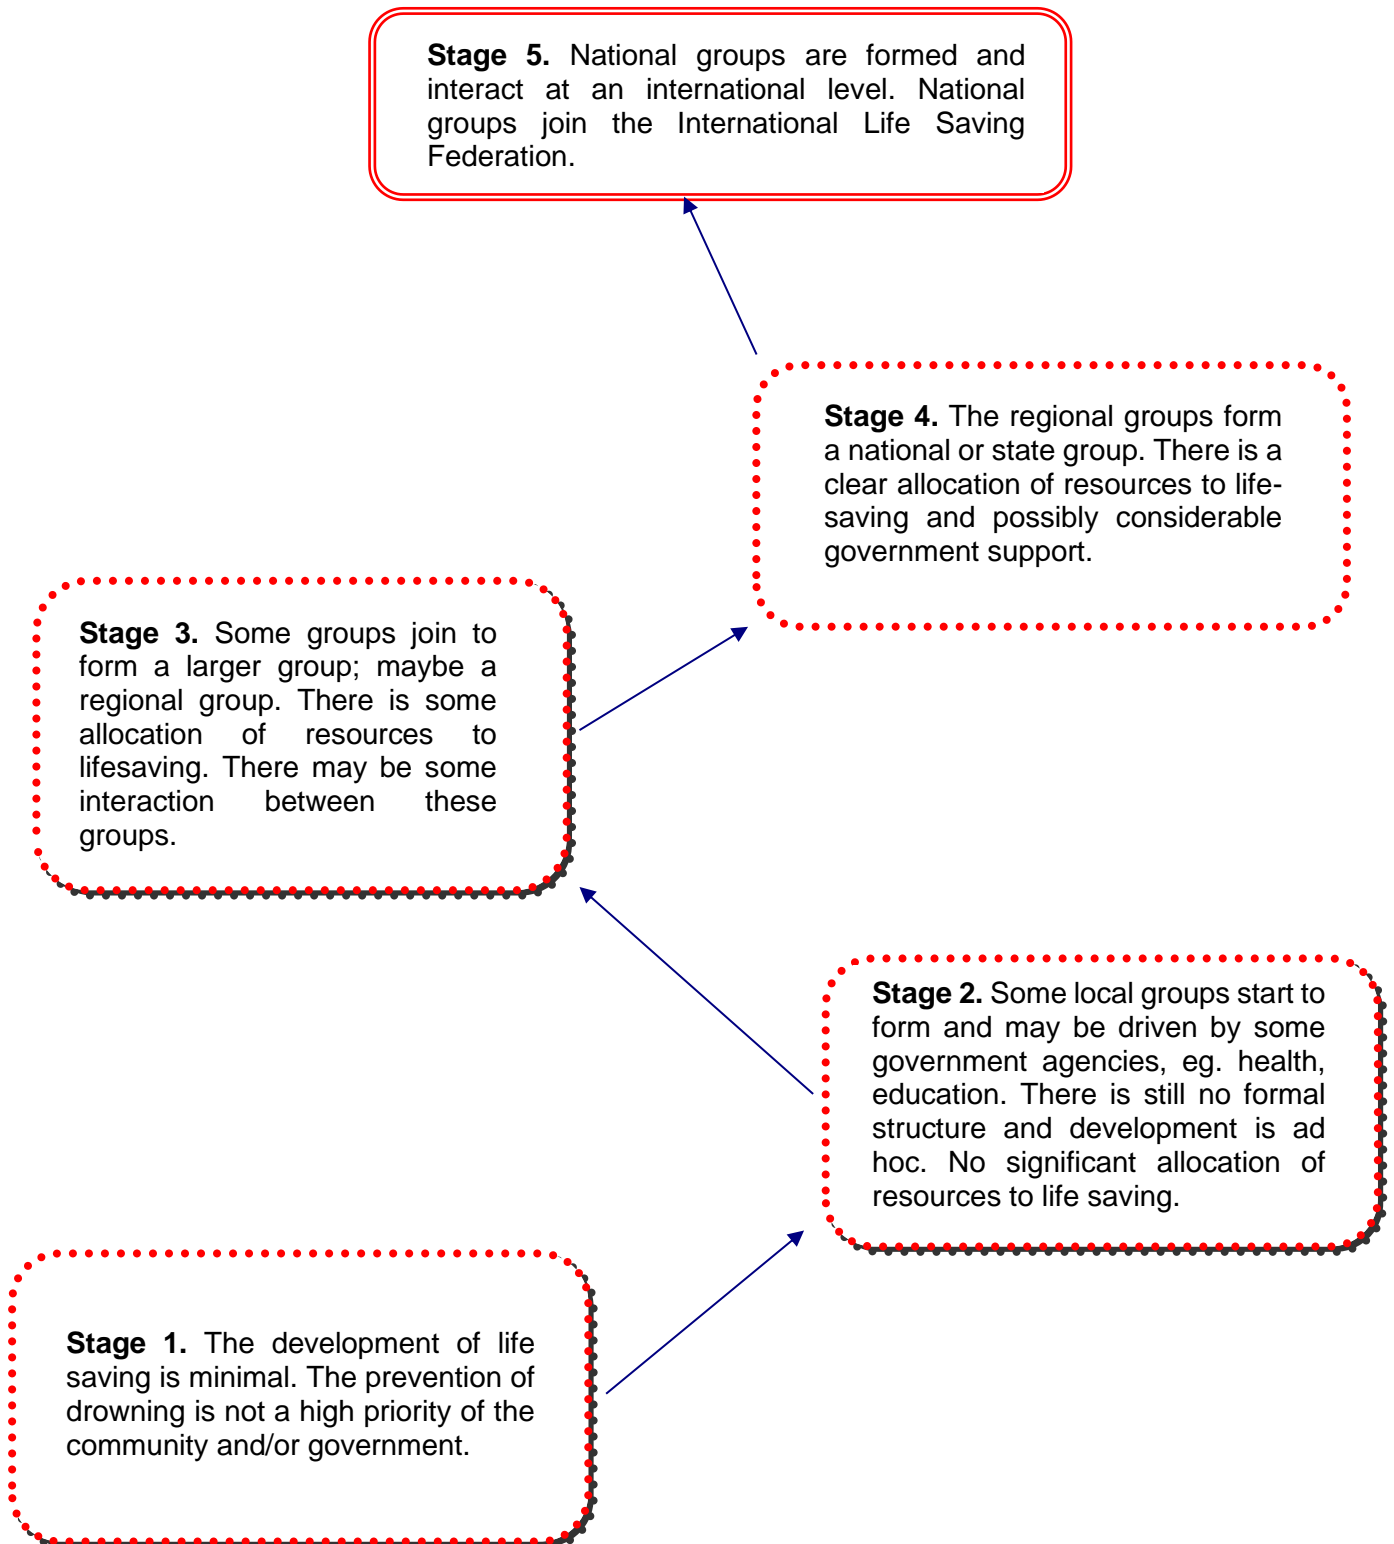 Stage 5. National groups are formed and
interact at an international level. National
groups join the International Life Saving
Federation.
Stage 4. The regional groups form
a national or state group. There is a
clear allocation of resources to life-
saving and possibly considerable
government support.
Stage 3. Some groups join to
form a larger group; maybe a
regional group. There is some
allocation of resources to
lifesaving. There may be some
interaction between these
groups.
Stage 2. Some local groups start to
form and may be driven by some
government agencies, eg. health,
education. There is still no formal
structure and development is ad
hoc. No significant allocation of
resources to life saving.
Stage 1. The development of life
saving is minimal. The prevention of
drowning is not a high priority of the
community and/or government.